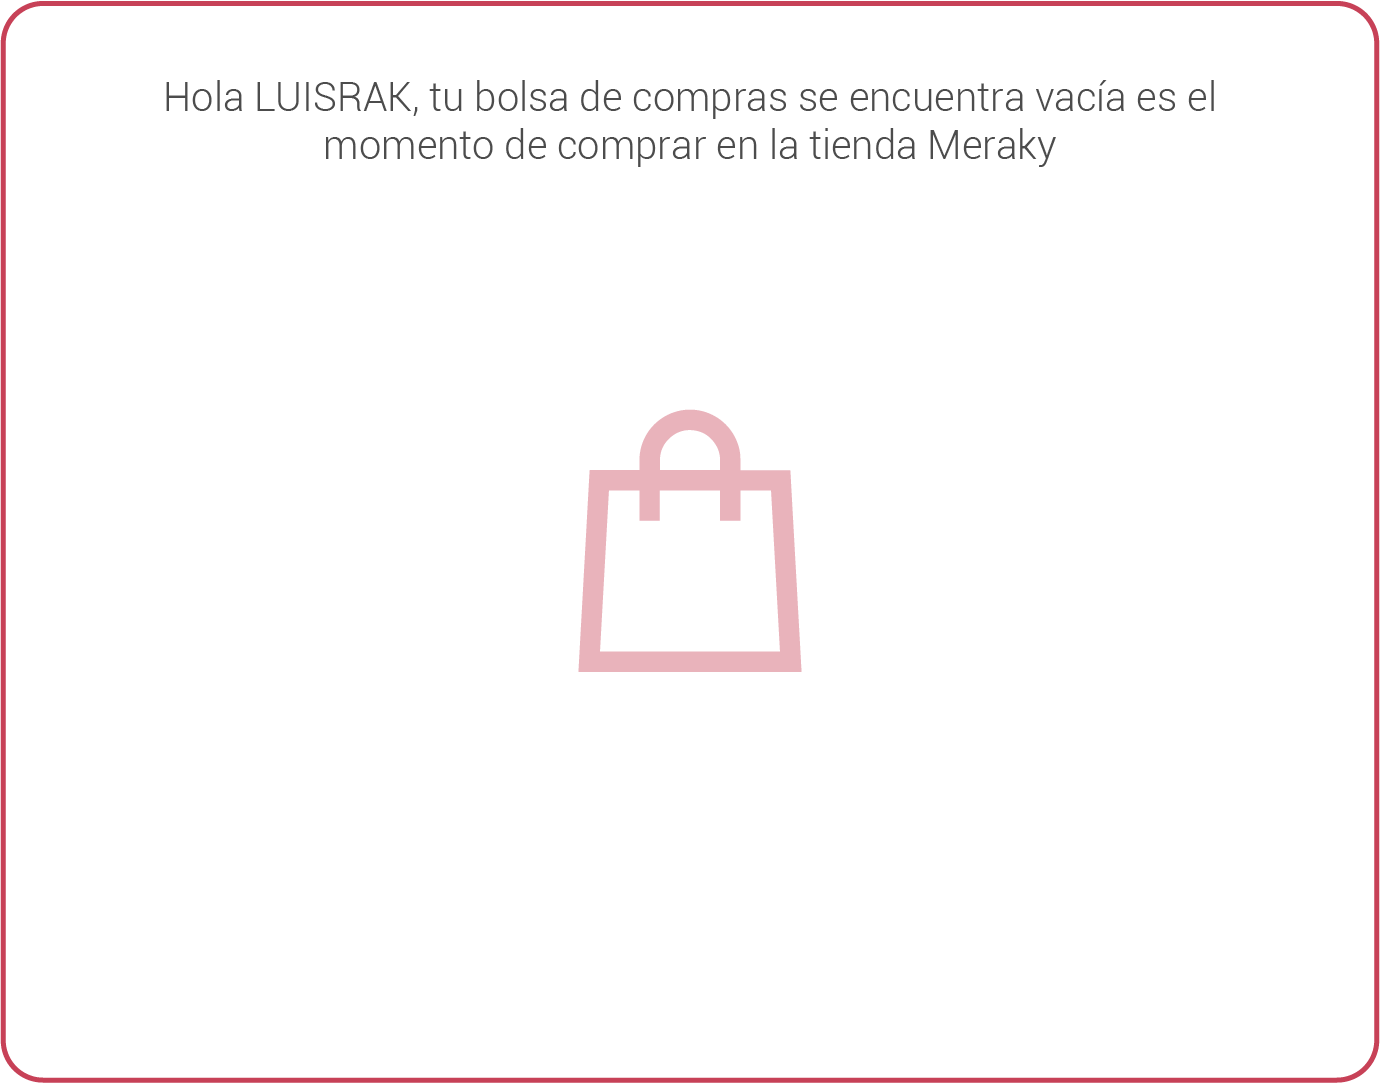 Hola LUISRAK, tu bolsa de compras se encuentra vacía es el
momento de comprar en la tienda Meraky